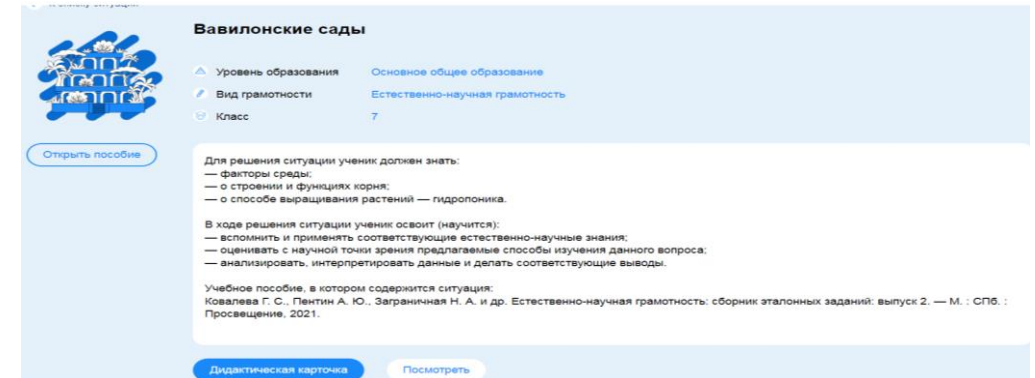 Вавилонские сады
Уровень образования Основное общее образование
Вид грамотности Естественно-научная грамотность
Класс 7
Открыть пособие
Для решения ситуации ученик должен знать:
— факторы среды;
— о строении и функциях корня;
— о способе выращивания растений — гидропоника.
В ходе решения ситуации ученик освоит (научится):
— вспомнить и применять соответствующие естественно-научные знания;
— оценивать с научной точки зрения предлагаемые способы изучения данного вопроса;
— анализировать, интерпретировать данные и делать соответствующие выводы.
Учебное пособие, в котором содержится ситуация:
Ковалева Г. С., Пентин А. Ю., Заграничная Н. А. и др. Естественно-научная грамотность: сборник эталонных заданий: выпуск 2. — М. : СПб. :
Просвещение, 2021.
Дидактическая карточка Посмотреть